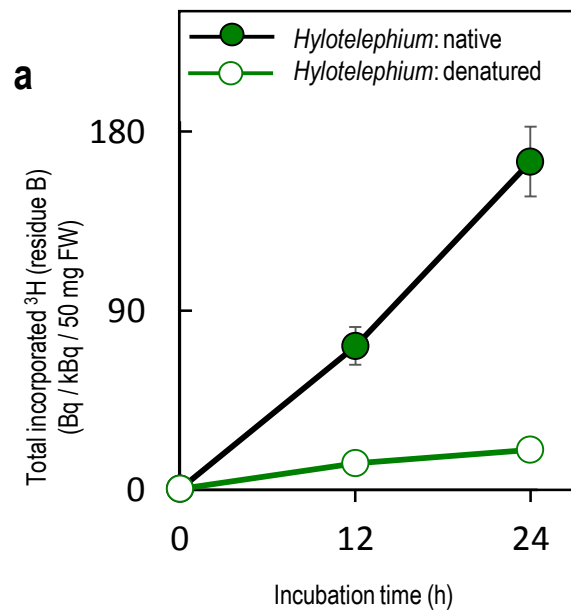 Hylotelephium: native
Hylotelephium: denatured
a
180
90
0
Total incorporated ³H (residue B)
(Bq / kBq / 50 mg FW)
0 12 24
Incubation time (h)